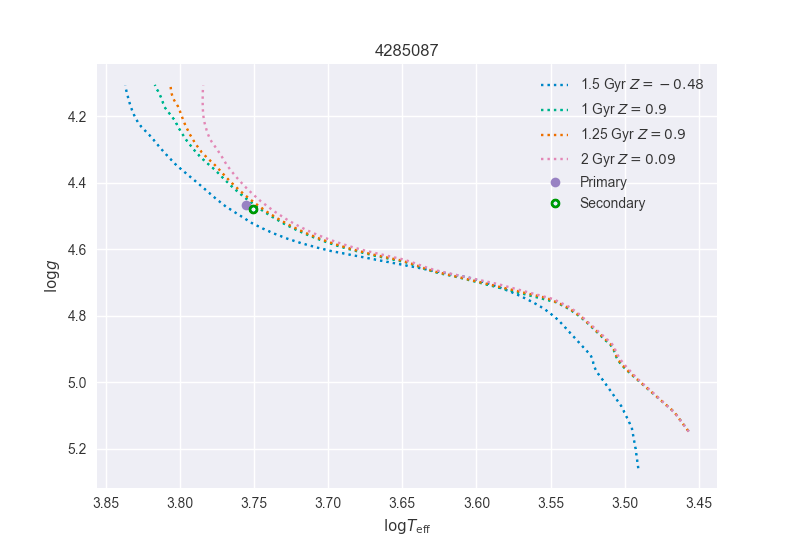 4285087
1.5 Gyr Z = −0.48
1 Gyr Z = 0.9
1.25 Gyr Z = 0.9
2 Gyr Z = 0.09
Primary
Secondary
log g
4.2
4.4
4.6
4.8
5.0
5.2
3.85 3.80 3.75 3.70 3.65 3.60 3.55 3.50 3.45
log T_eff